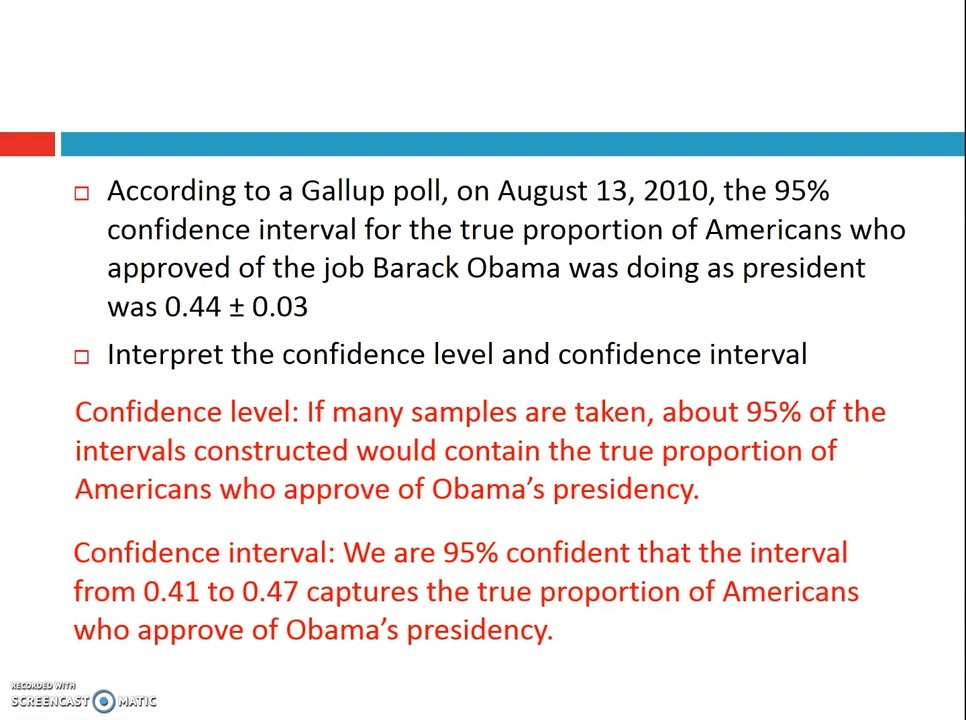 According to a Gallup poll, on August 13, 2010, the 95%
confidence interval for the true proportion of Americans who
approved of the job Barack Obama was doing as president
was 0.44 ± 0.03
Interpret the confidence level and confidence interval
Confidence level: If many samples are taken, about 95% of the
intervals constructed would contain the true proportion of
Americans who approve of Obama’s presidency.
Confidence interval: We are 95% confident that the interval
from 0.41 to 0.47 captures the true proportion of Americans
who approve of Obama’s presidency.
RECORDED WITH
SCREENCAST MATIC